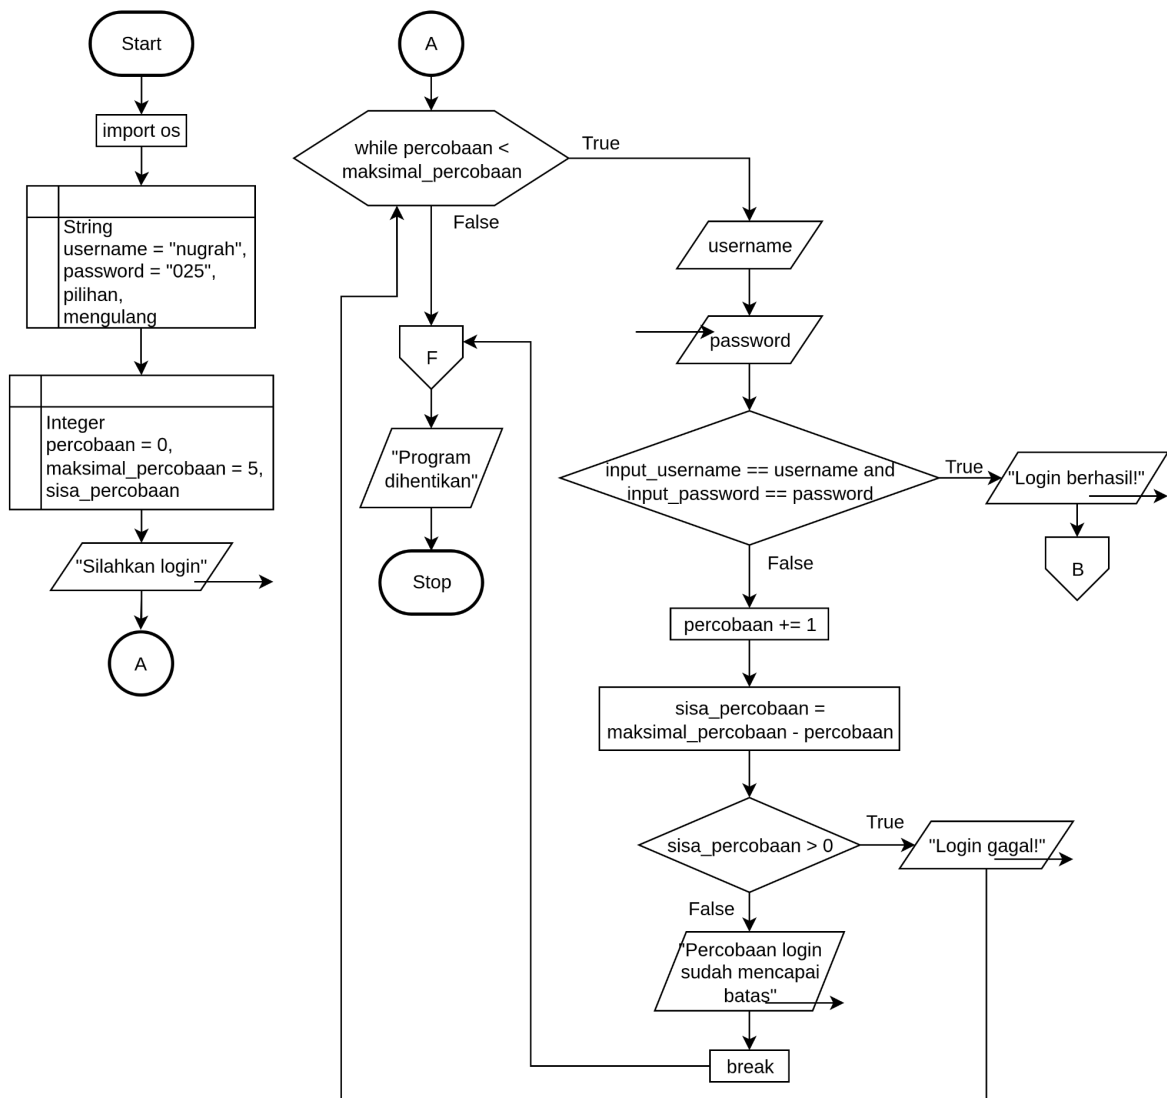 Start
import os
String
username = "nugrah",
password = "025",
pilihan,
mengulang
Integer
percobaan = 0,
maksimal_percobaan = 5,
sisa_percobaan
"Silahkan login"
A
A
while percobaan <
maksimal_percobaan
True
False
F
"Program
dihentikan"
Stop
username
password
input_username == username and
input_password == password
True
"Login berhasil!"
B
False
percobaan += 1
sisa_percobaan =
maksimal_percobaan - percobaan
sisa_percobaan > 0
True
"Login gagal!"
False
"Percobaan login
sudah mencapai
batas"
break